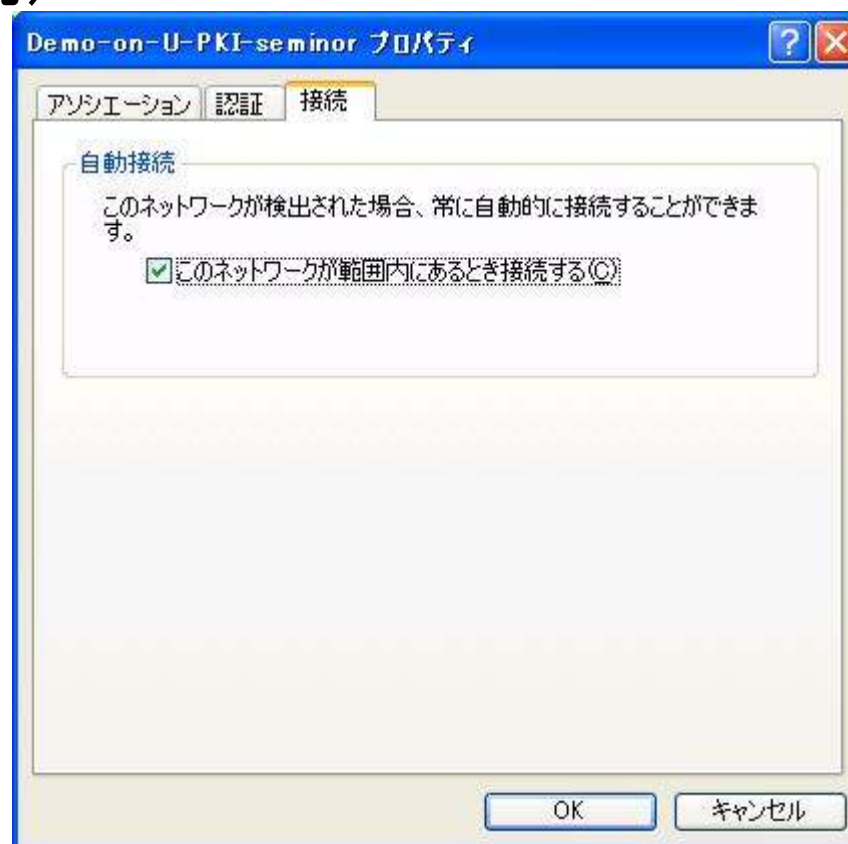 Demo-on-U-PKI-seminor プロパティ
アソシエーション 認証 接続
自動接続
このネットワークが検出された場合、常に自動的に接続することができま
す。
このネットワークが範囲内にあるとき接続する(C)
OK キャンセル